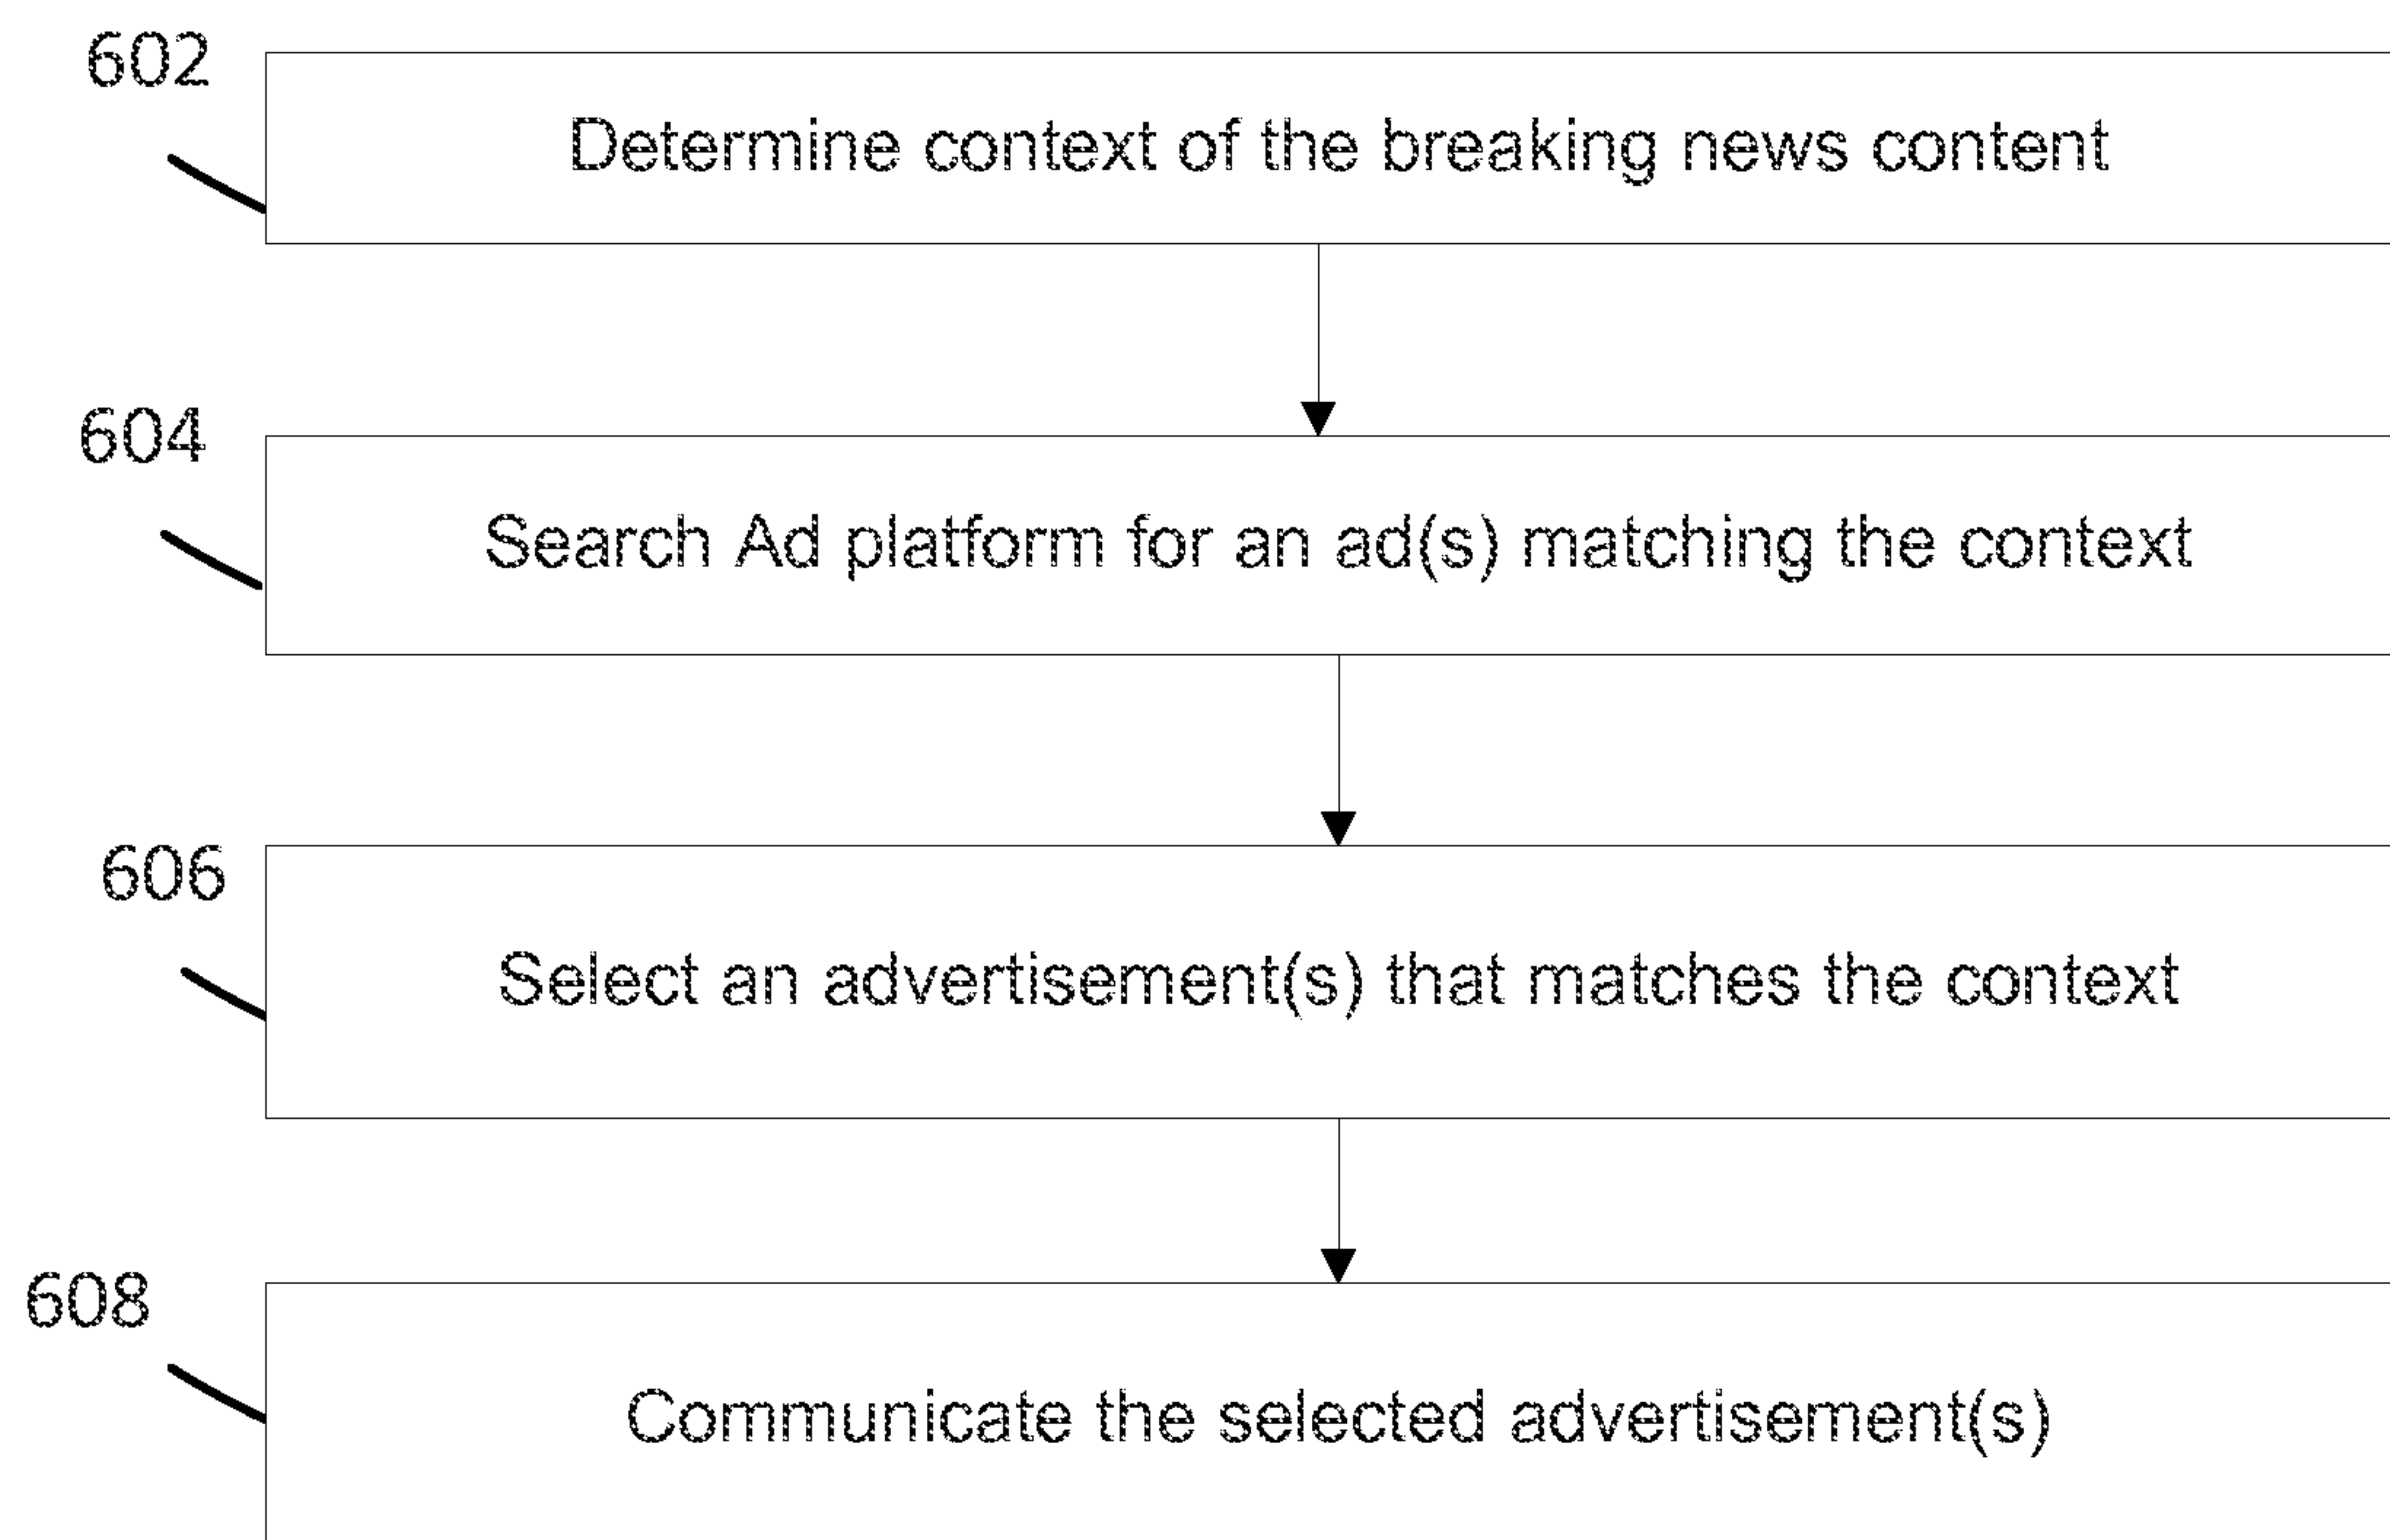 602
Determine context of the breaking news content
604
Search Ad platform for an ad(s) matching the context
606
Select an advertisement(s) that matches the context
608
Communicate the selected advertisement(s)